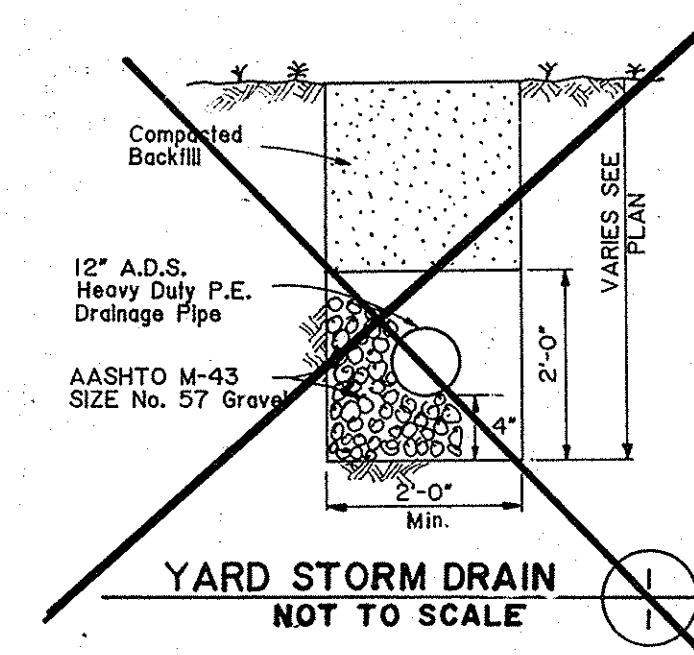 Compacted
Backfill
12" A.D.S.
Heavy Duty P.E.
Drainage Pipe
AASHTO M-43
SIZE No. 57 Gravel
VARIES SEE
PLAN
2'-0"
4"
2'-0"
Min.
YARD STORM DRAIN
NOT TO SCALE
1
1